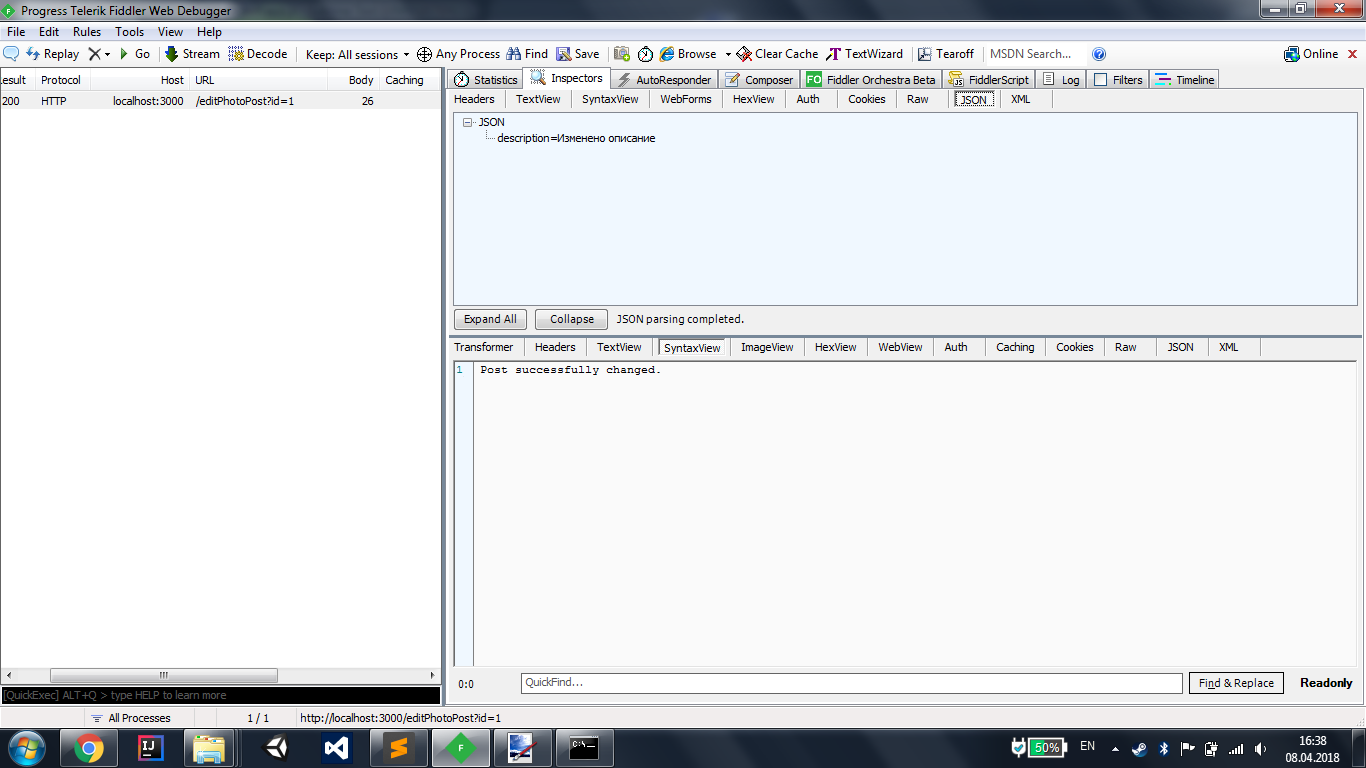 Progress Telerik Fiddler Web Debugger
File Edit Rules Tools View Help
Replay Go Stream Decode Keep: All sessions Any Process Find Save Browse Clear Cache TextWizard Tearoff MSDN Search... Online
esult Protocol Host URL Body Caching
200 HTTP localhost:3000 /editPhotoPost?id=1 26
Statistics Inspectors AutoResponder Composer FO Fiddler Orchestra Beta FiddlerScript Log Filters Timeline
Headers TextView SyntaxView WebForms HexView Auth Cookies Raw JSON XML
JSON
description=Изменено описание
Expand All Collapse JSON parsing completed.
Transformer Headers TextView SyntaxView ImageView HexView WebView Auth Caching Cookies Raw JSON XML
1 Post successfully changed.
0:0 QuickFind... Find & Replace Readonly
[QuickExec] ALT+Q > type HELP to learn more
All Processes 1 / 1 http://localhost:3000/editPhotoPost?id=1
50% EN 16:38
08.04.2018